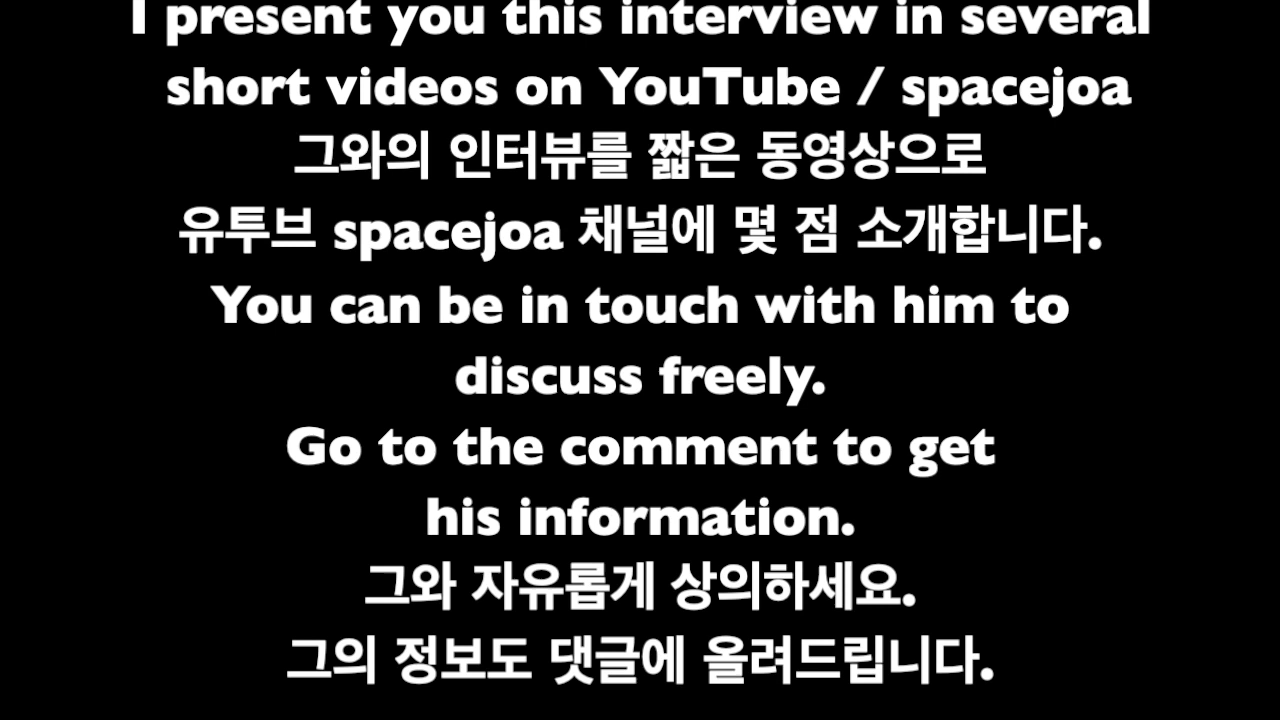 I present you this interview in several
short videos on YouTube / spacejoa
그와의 인터뷰를 짧은 동영상으로
유투브 spacejoa 채널에 몇 점 소개합니다.
You can be in touch with him to
discuss freely.
Go to the comment to get
his information.
그와 자유롭게 상의하세요.
그의 정보도 댓글에 올려드립니다.